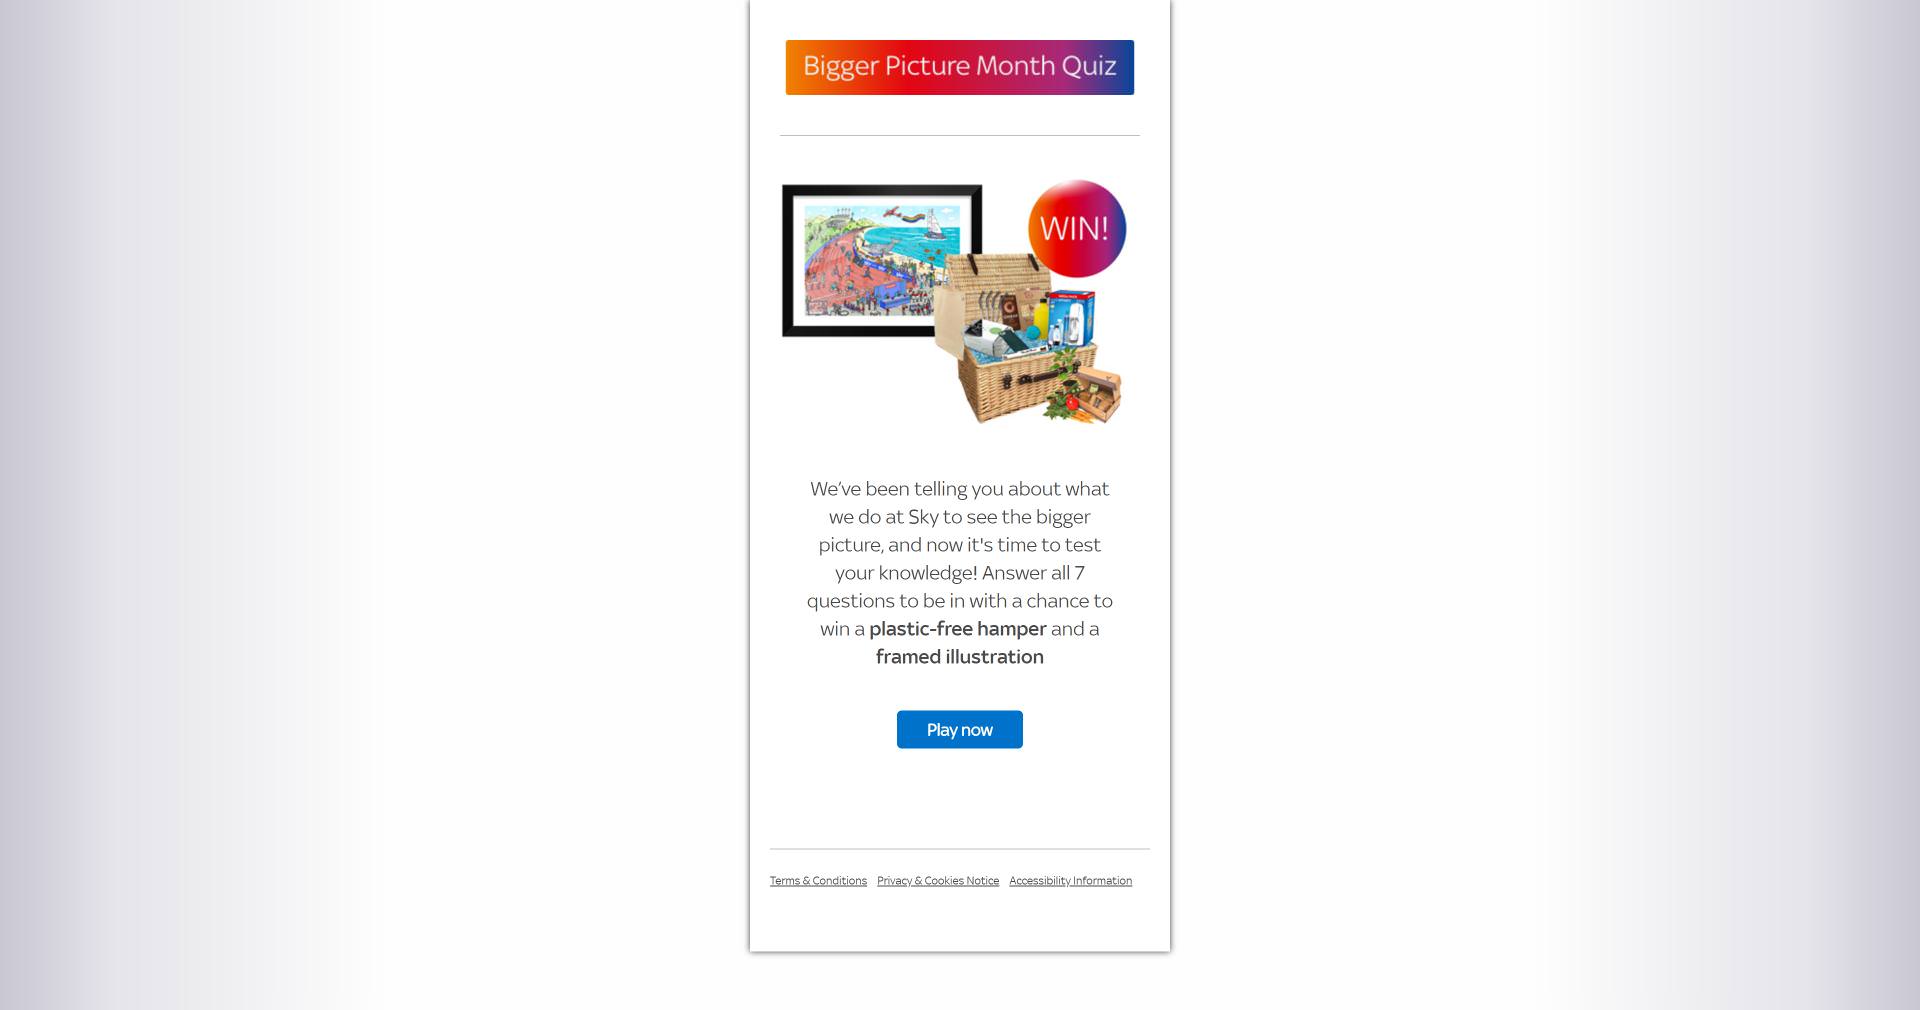 Bigger Picture Month Quiz
WIN!
We’ve been telling you about what
we do at Sky to see the bigger
picture, and now it's time to test
your knowledge! Answer all 7
questions to be in with a chance to
win a plastic-free hamper and a
framed illustration
Play now
Terms & Conditions Privacy & Cookies Notice Accessibility Information